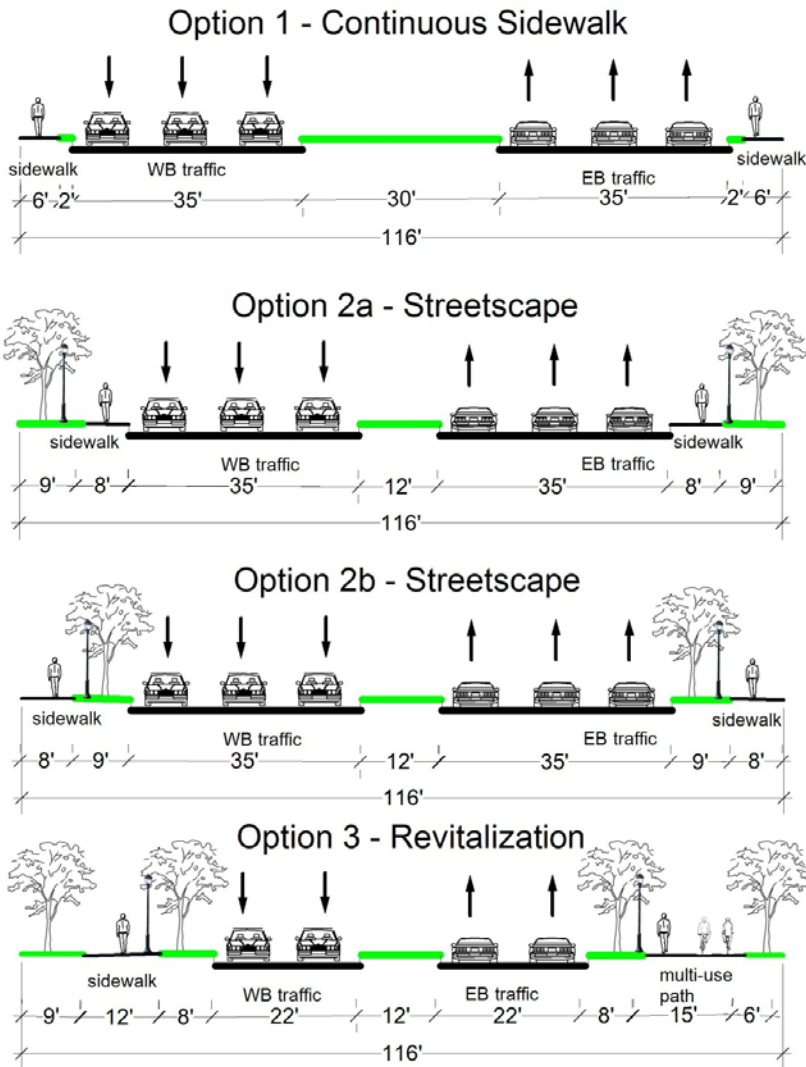 Option 1 - Continuous Sidewalk
sidewalk WB traffic EB traffic sidewalk
6' 2' 35' 30' 35' 2' 6'
116'
Option 2a - Streetscape
sidewalk WB traffic EB traffic sidewalk
9' 8' 35' 12' 35' 8' 9'
116'
Option 2b - Streetscape
sidewalk WB traffic EB traffic sidewalk
8' 9' 35' 12' 35' 9' 8'
116'
Option 3 - Revitalization
sidewalk WB traffic EB traffic multi-use
path
9' 12' 8' 22' 12' 22' 8' 15' 6'
116'